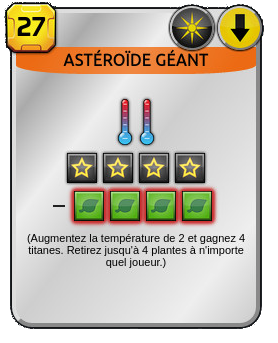 27
ASTÉROÏDE GÉANT
(Augmentez la température de 2 et gagnez 4
titanes. Retirez jusqu'à 4 plantes à n'importe
quel joueur.)